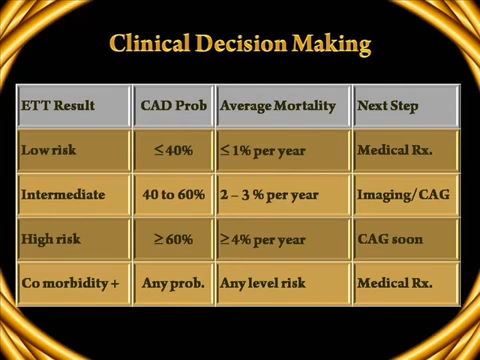 Clinical Decision Making
ETT Result CAD Prob Average Mortality Next Step
Low risk ≤ 40% ≤ 1% per year Medical Rx.
Intermediate 40 to 60% 2 – 3 % per year Imaging/CAG
High risk ≥ 60% ≥ 4% per year CAG soon
Co morbidity + Any prob. Any level risk Medical Rx.